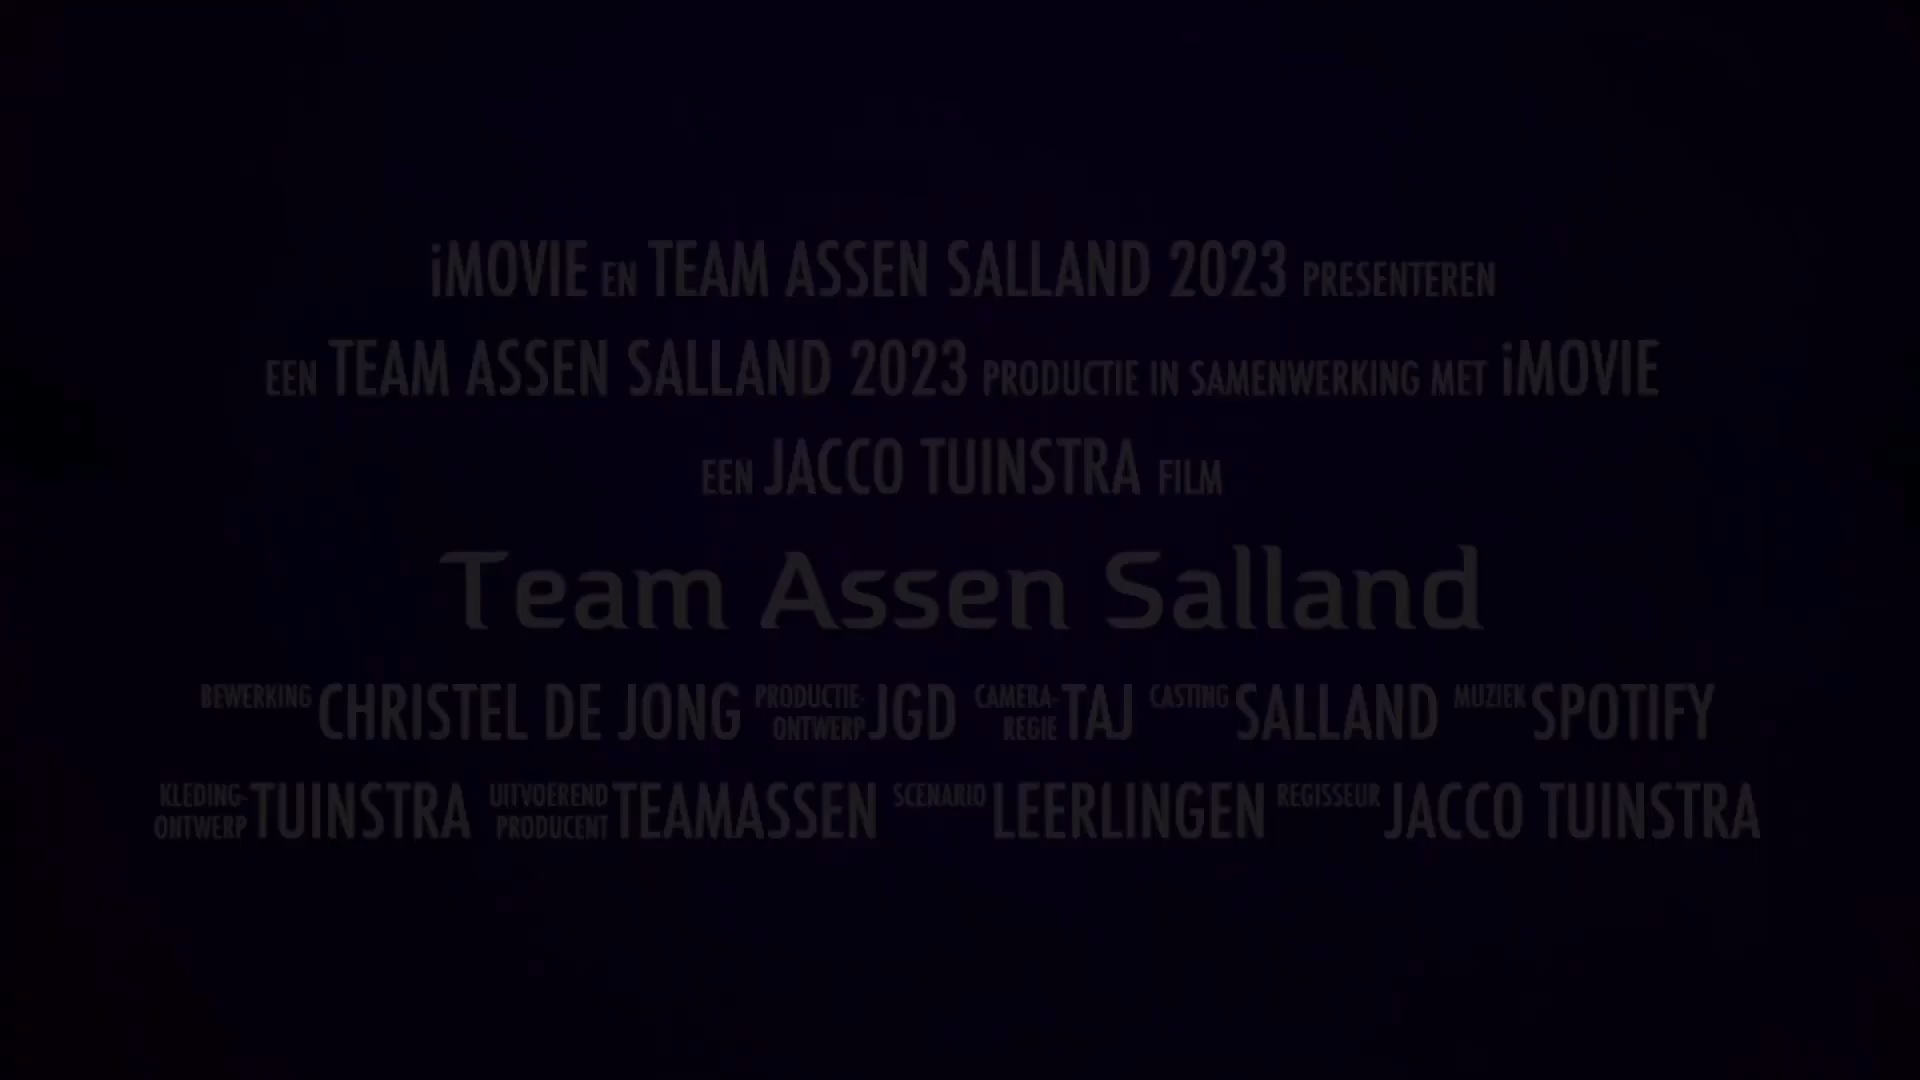 iMOVIE EN TEAM ASSEN SALLAND 2023 PRESENTEREN
EEN TEAM ASSEN SALLAND 2023 PRODUCTIE IN SAMENWERKING MET iMOVIE
EEN JACCO TUINSTRA FILM
Team Assen Salland
BEWERKING CHRISTEL DE JONG PRODUCTIE-ONTWERP JGD CAMERA-REGIE TAJ CASTING SALLAND MUZIEK SPOTIFY
KLEDING-ONTWERP TUINSTRA UITVOEREND PRODUCENT TEAMASSEN SCENARIO LEERLINGEN REGISSEUR JACCO TUINSTRA